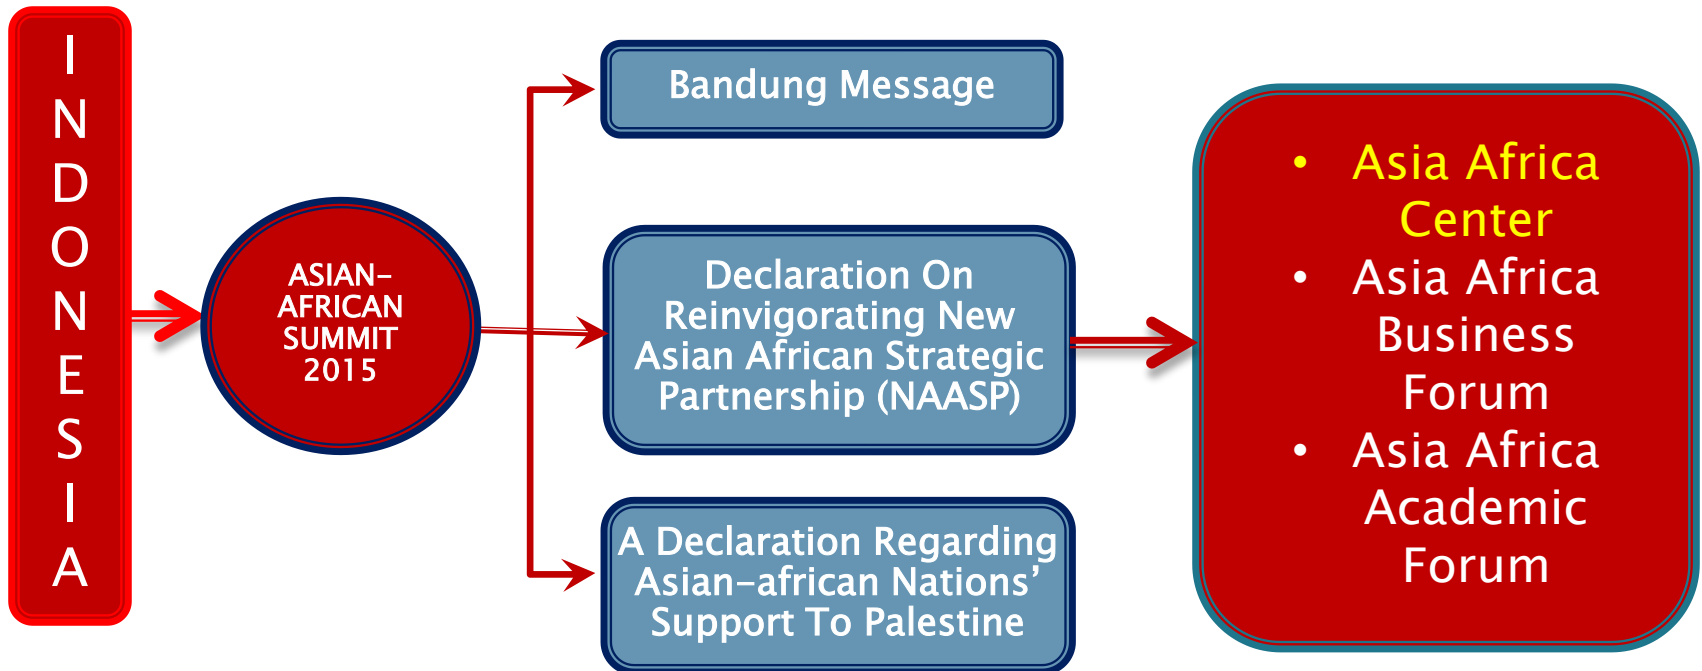 I
N
D
O
N
E
S
I
A
ASIAN-
AFRICAN
SUMMIT
2015
Bandung Message
Declaration On
Reinvigorating New
Asian African Strategic
Partnership (NAASP)
A Declaration Regarding
Asian-african Nations’
Support To Palestine
• Asia Africa
Center
• Asia Africa
Business
Forum
• Asia Africa
Academic
Forum